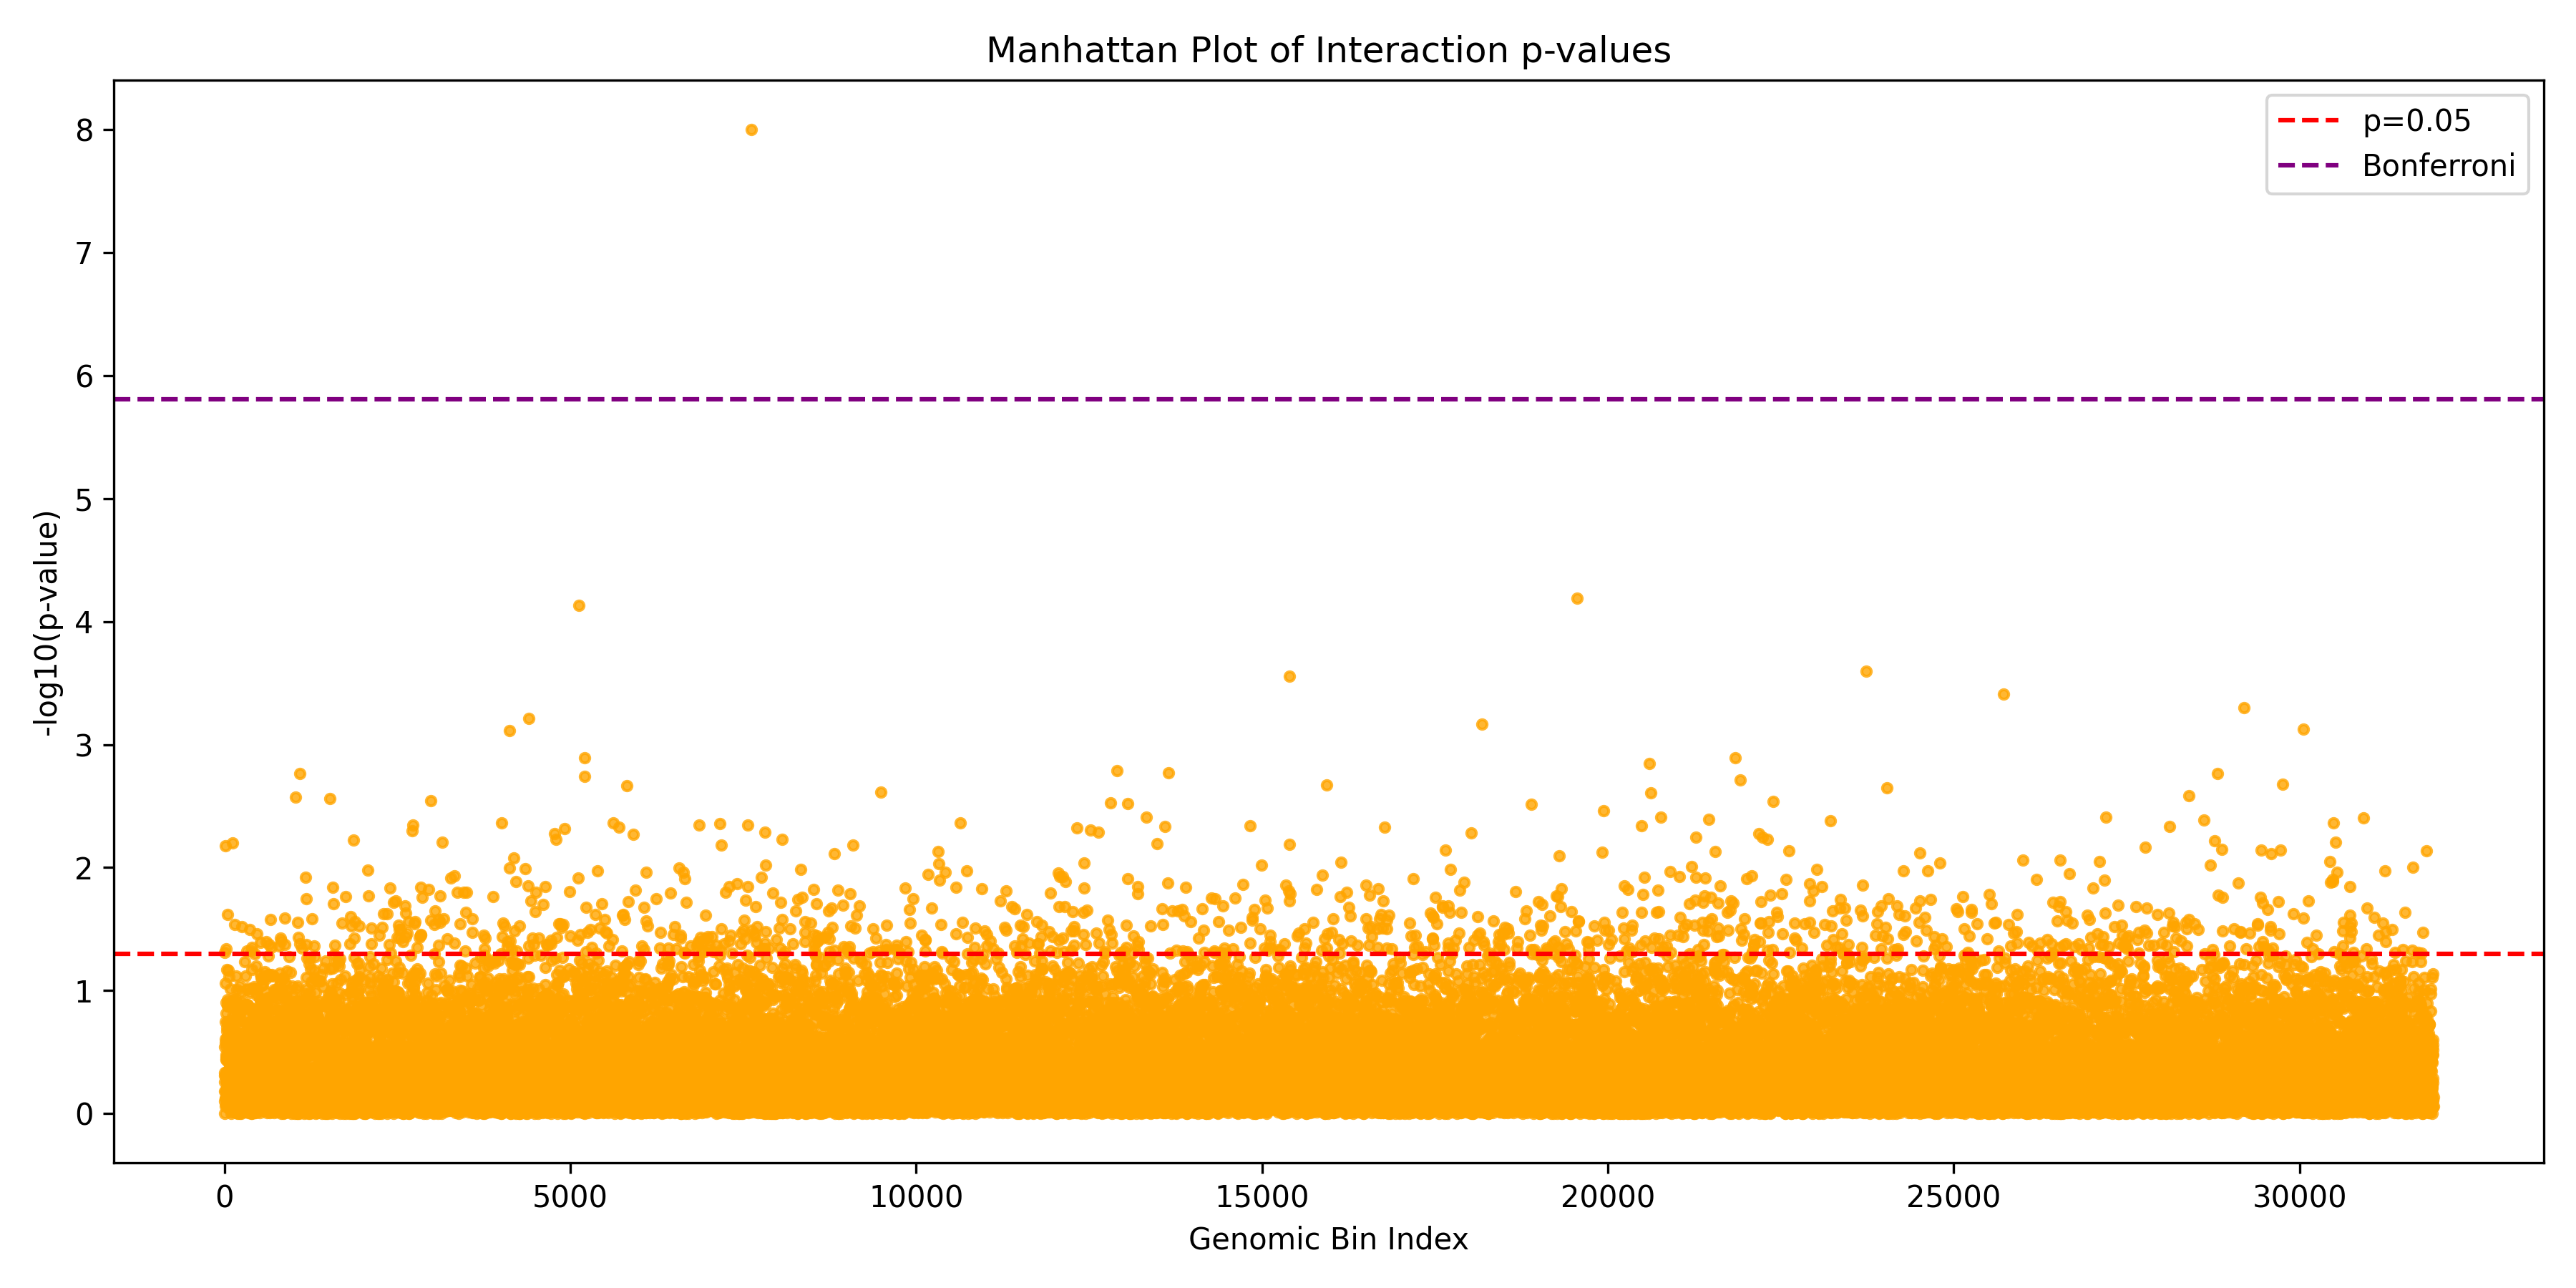 Manhattan Plot of Interaction p-values
p=0.05
Bonferroni
8
7
6
5
4
3
2
1
0
-log10(p-value)
0 5000 10000 15000 20000 25000 30000
Genomic Bin Index